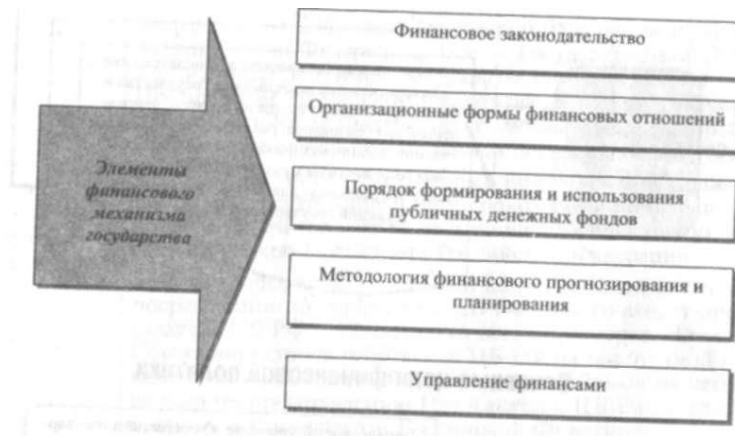 Элементы
финансового
механизма
государства
Финансовое законодательство
Организационные формы финансовых отношений
Порядок формирования и использования
публичных денежных фондов
Методология финансового прогнозирования и
планирования
Управление финансами